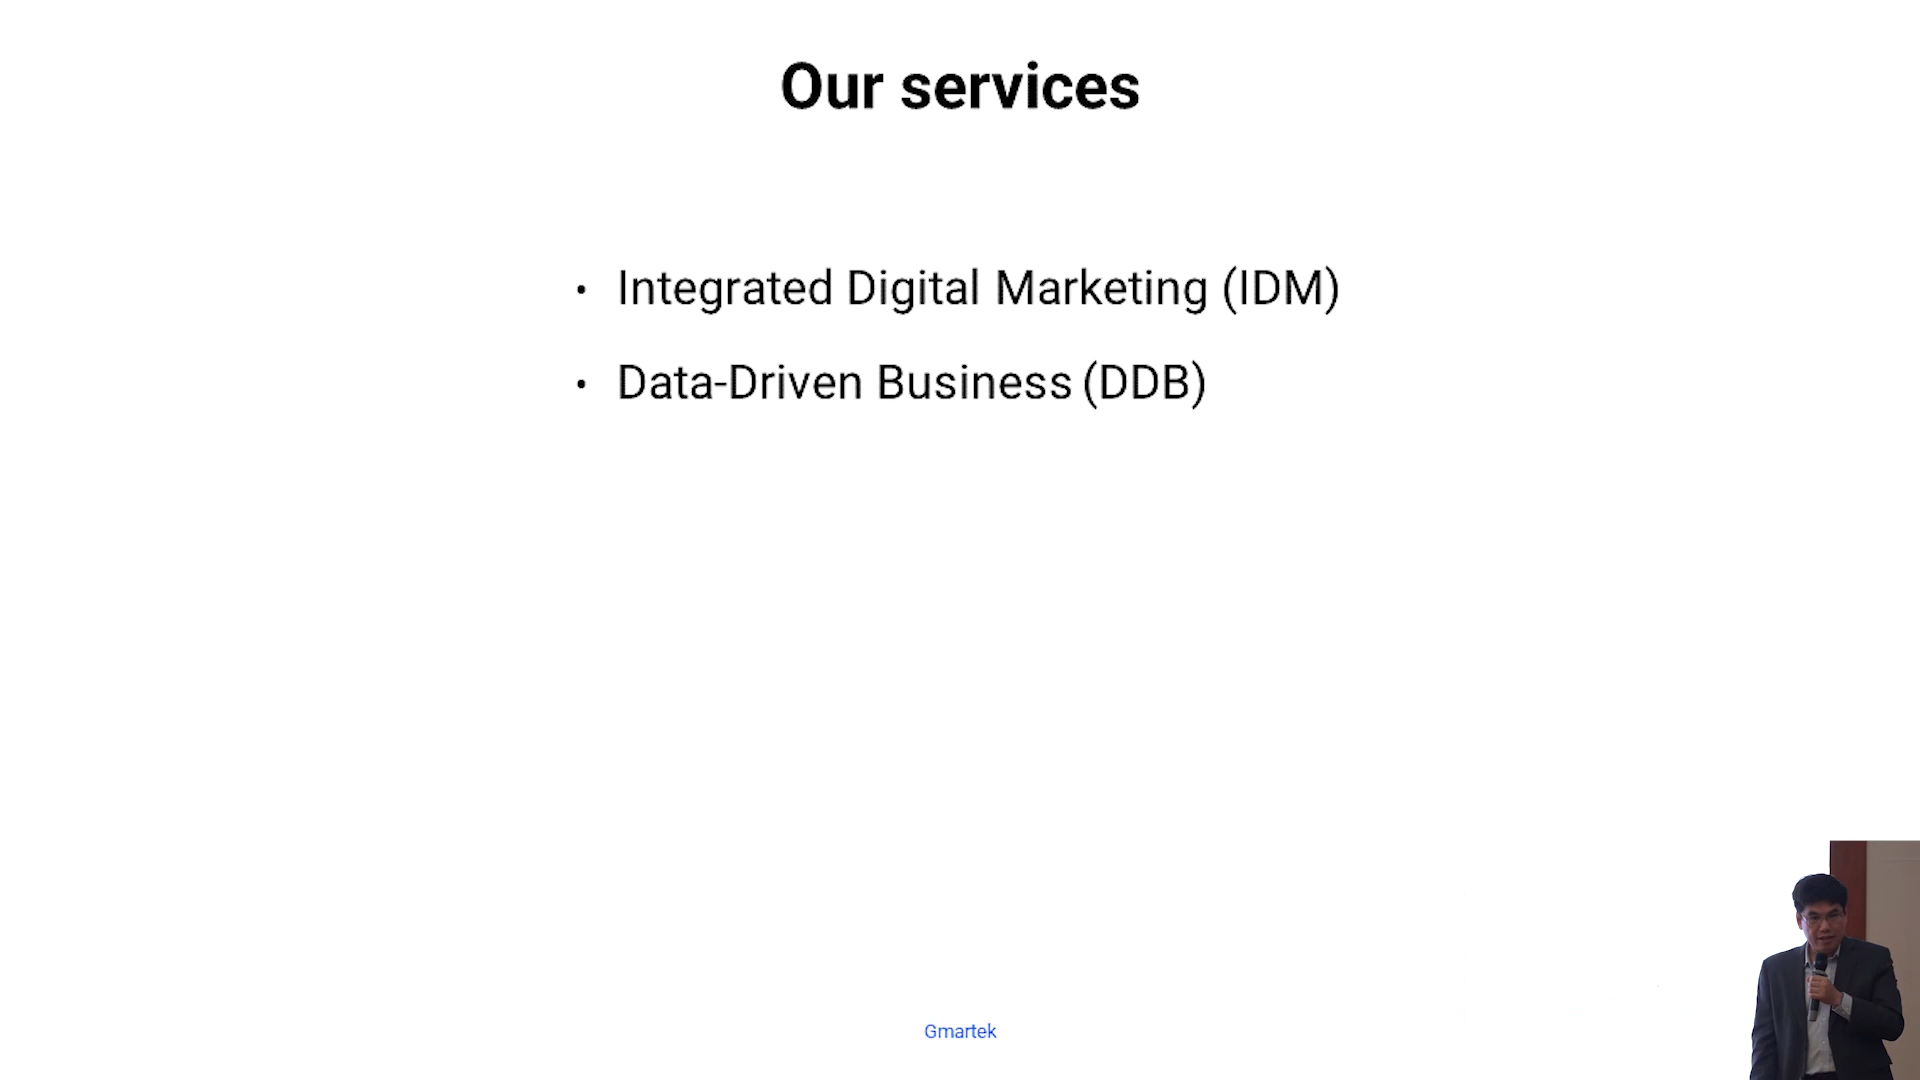 Our services
• Integrated Digital Marketing (IDM)
• Data-Driven Business (DDB)
Gmartek